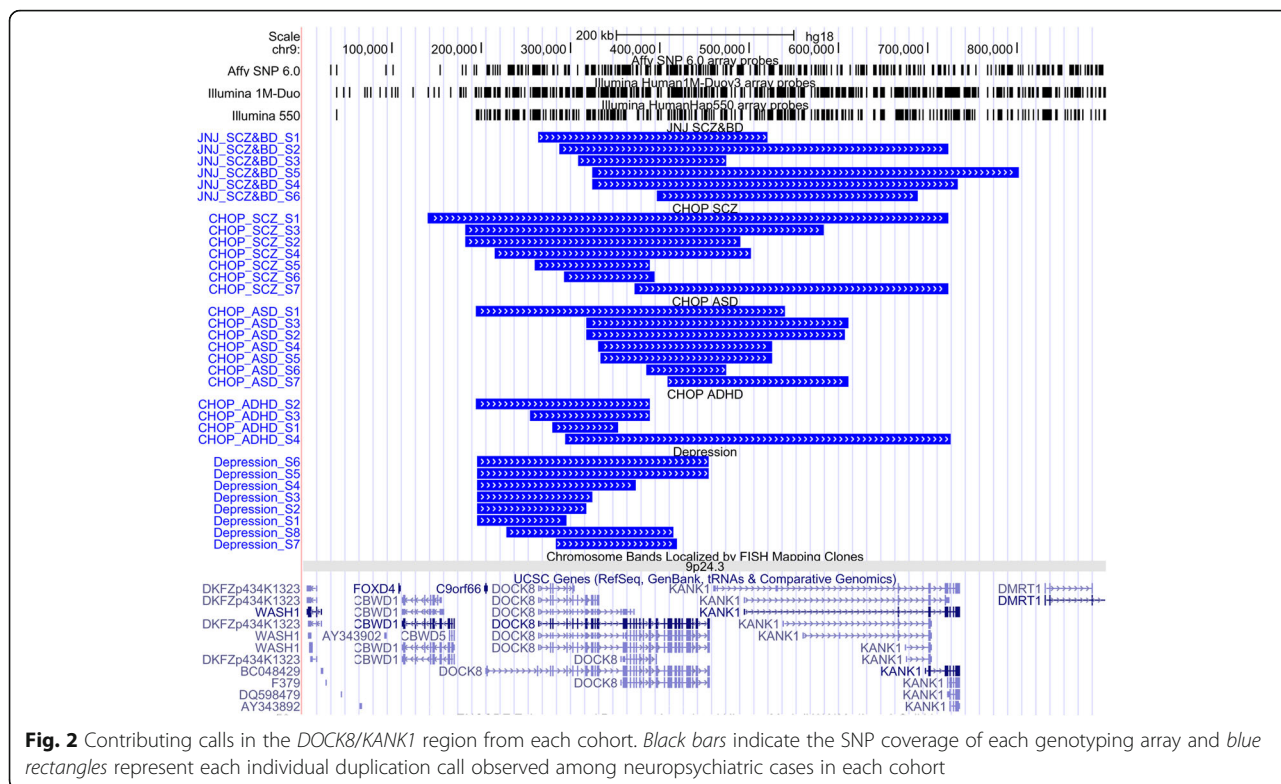 Scale 200 kb hg18
chr9: 100,000 200,000 300,000 400,000 500,000 600,000 700,000 800,000
Affy SNP 6.0 array probes
Affy SNP 6.0
Illumina Human1M-Duov3 array probes
Illumina 1M-Duo
Illumina HumanHap550 array probes
Illumina 550
JNJ SCZ&BD
JNJ_SCZ&BD_S1
JNJ_SCZ&BD_S2
JNJ_SCZ&BD_S3
JNJ_SCZ&BD_S5
JNJ_SCZ&BD_S4
JNJ_SCZ&BD_S6
CHOP SCZ
CHOP_SCZ_S1
CHOP_SCZ_S3
CHOP_SCZ_S2
CHOP_SCZ_S4
CHOP_SCZ_S5
CHOP_SCZ_S6
CHOP_SCZ_S7
CHOP ASD
CHOP_ASD_S1
CHOP_ASD_S3
CHOP_ASD_S2
CHOP_ASD_S4
CHOP_ASD_S5
CHOP_ASD_S6
CHOP_ASD_S7
CHOP ADHD
CHOP_ADHD_S2
CHOP_ADHD_S3
CHOP_ADHD_S1
CHOP_ADHD_S4
Depression
Depression_S6
Depression_S5
Depression_S4
Depression_S3
Depression_S2
Depression_S1
Depression_S8
Depression_S7
Chromosome Bands Localized by FISH Mapping Clones
9p24.3
UCSC Genes (RefSeq, GenBank, tRNAs & Comparative Genomics)
DKFZp434K1323 FOXD4 C9orf66 DOCK8 KANK1 DMRT1
DKFZp434K1323 CBWD1 DOCK8 KANK1 DMRT1
WASH1 CBWD1 DOCK8 KANK1
DKFZp434K1323 CBWD1 DOCK8 KANK1
WASH1 AY343902 CBWD5 DOCK8 KANK1
WASH1 CBWD1 DOCK8 KANK1
DKFZp434K1323 CBWD1 DOCK8 KANK1
BC048429 DOCK8 KANK1
F379 DOCK8 KANK1
DQ598479 KANK1
AY343892 KANK1
Fig. 2 Contributing calls in the DOCK8/KANK1 region from each cohort. Black bars indicate the SNP coverage of each genotyping array and blue
rectangles represent each individual duplication call observed among neuropsychiatric cases in each cohort